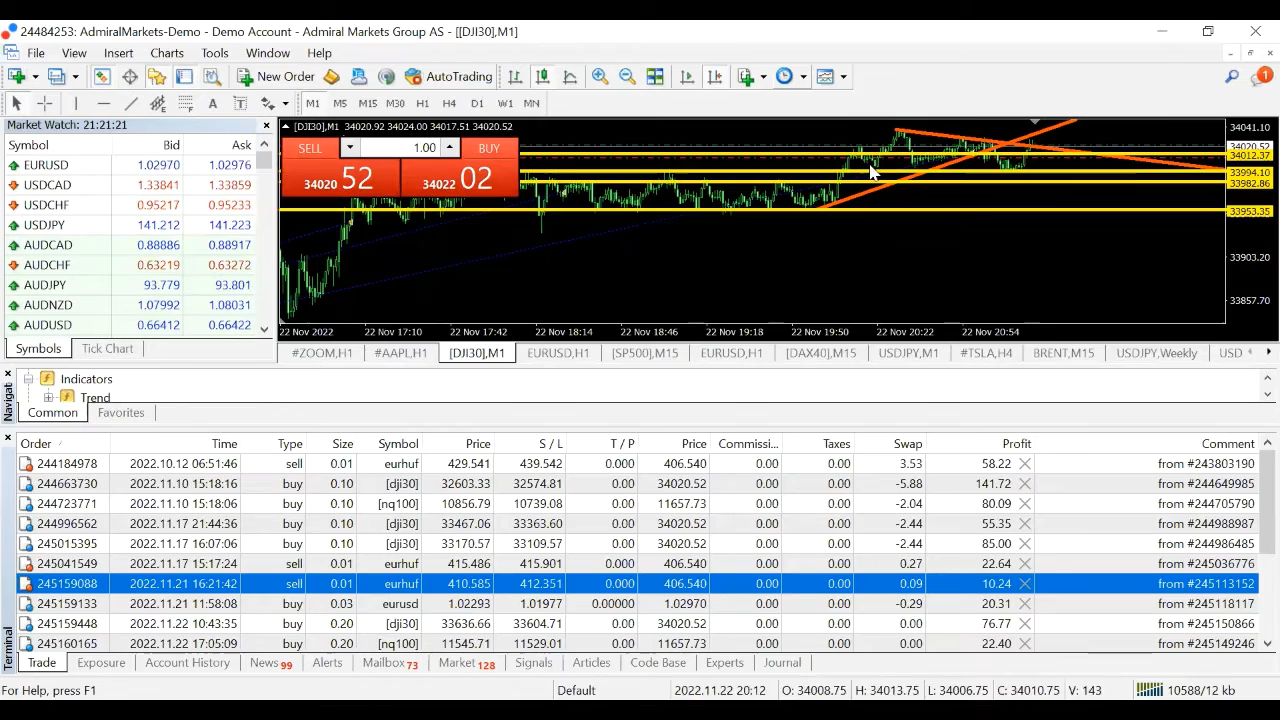 24484253: AdmiralMarkets-Demo - Demo Account - Admiral Markets Group AS - [[DJI30],M1]
File View Insert Charts Tools Window Help
New Order AutoTrading 1
A T M1 M5 M15 M30 H1 H4 D1 W1 MN
Market Watch: 21:21:21
Symbol Bid Ask
EURUSD 1.02970 1.02976
USDCAD 1.33841 1.33859
USDCHF 0.95217 0.95233
USDJPY 141.212 141.223
AUDCAD 0.88886 0.88917
AUDCHF 0.63219 0.63272
AUDJPY 93.779 93.801
AUDNZD 1.07992 1.08031
AUDUSD 0.66412 0.66422
Symbols Tick Chart
[DJI30],M1 34020.92 34024.00 34017.51 34020.52
SELL 1.00 BUY
34020 52 34022 02
34041.10
34020.52
34012.37
33994.10
33982.86
33953.35
33903.20
33857.70
22 Nov 2022 22 Nov 17:10 22 Nov 17:42 22 Nov 18:14 22 Nov 18:46 22 Nov 19:18 22 Nov 19:50 22 Nov 20:22 22 Nov 20:54
#ZOOM,H1 #AAPL,H1 [DJI30],M1 EURUSD,H1 [SP500],M15 EURUSD,H1 [DAX40],M15 USDJPY,M1 #TSLA,H4 BRENT,M15 USDJPY,Weekly USD
Navigat
Indicators
Trend
Common Favorites
Order Time Type Size Symbol Price S / L T / P Price Commissi... Taxes Swap Profit Comment
244184978 2022.10.12 06:51:46 sell 0.01 eurhuf 429.541 439.542 0.000 406.540 0.00 0.00 3.53 58.22 from #243803190
244663730 2022.11.10 15:18:16 buy 0.10 [dji30] 32603.33 32574.81 0.00 34020.52 0.00 0.00 -5.88 141.72 from #244649985
244723771 2022.11.10 15:18:06 buy 0.10 [nq100] 10856.79 10739.08 0.00 11657.73 0.00 0.00 -2.04 80.09 from #244705790
244996562 2022.11.17 21:44:36 buy 0.10 [dji30] 33467.06 33363.60 0.00 34020.52 0.00 0.00 -2.44 55.35 from #244988987
245015395 2022.11.17 16:07:06 buy 0.10 [dji30] 33170.57 33109.57 0.00 34020.52 0.00 0.00 -2.44 85.00 from #244986485
245041549 2022.11.17 15:17:24 sell 0.01 eurhuf 415.486 415.901 0.000 406.540 0.00 0.00 0.27 22.64 from #245036776
245159088 2022.11.21 16:21:42 sell 0.01 eurhuf 410.585 412.351 0.000 406.540 0.00 0.00 0.09 10.24 from #245113152
245159133 2022.11.21 11:58:08 buy 0.03 eurusd 1.02293 1.01977 0.00000 1.02970 0.00 0.00 -0.29 20.31 from #245118117
245159448 2022.11.22 10:43:35 buy 0.20 [dji30] 33636.66 33604.71 0.00 34020.52 0.00 0.00 0.00 76.77 from #245150866
245160165 2022.11.22 17:05:09 buy 0.20 [nq100] 11545.71 11529.01 0.00 11657.73 0.00 0.00 0.00 22.40 from #245149246
Terminal
Trade Exposure Account History News 99 Alerts Mailbox 73 Market 128 Signals Articles Code Base Experts Journal
For Help, press F1 Default 2022.11.22 20:12 O: 34008.75 H: 34013.75 L: 34006.75 C: 34010.75 V: 143 10588/12 kb